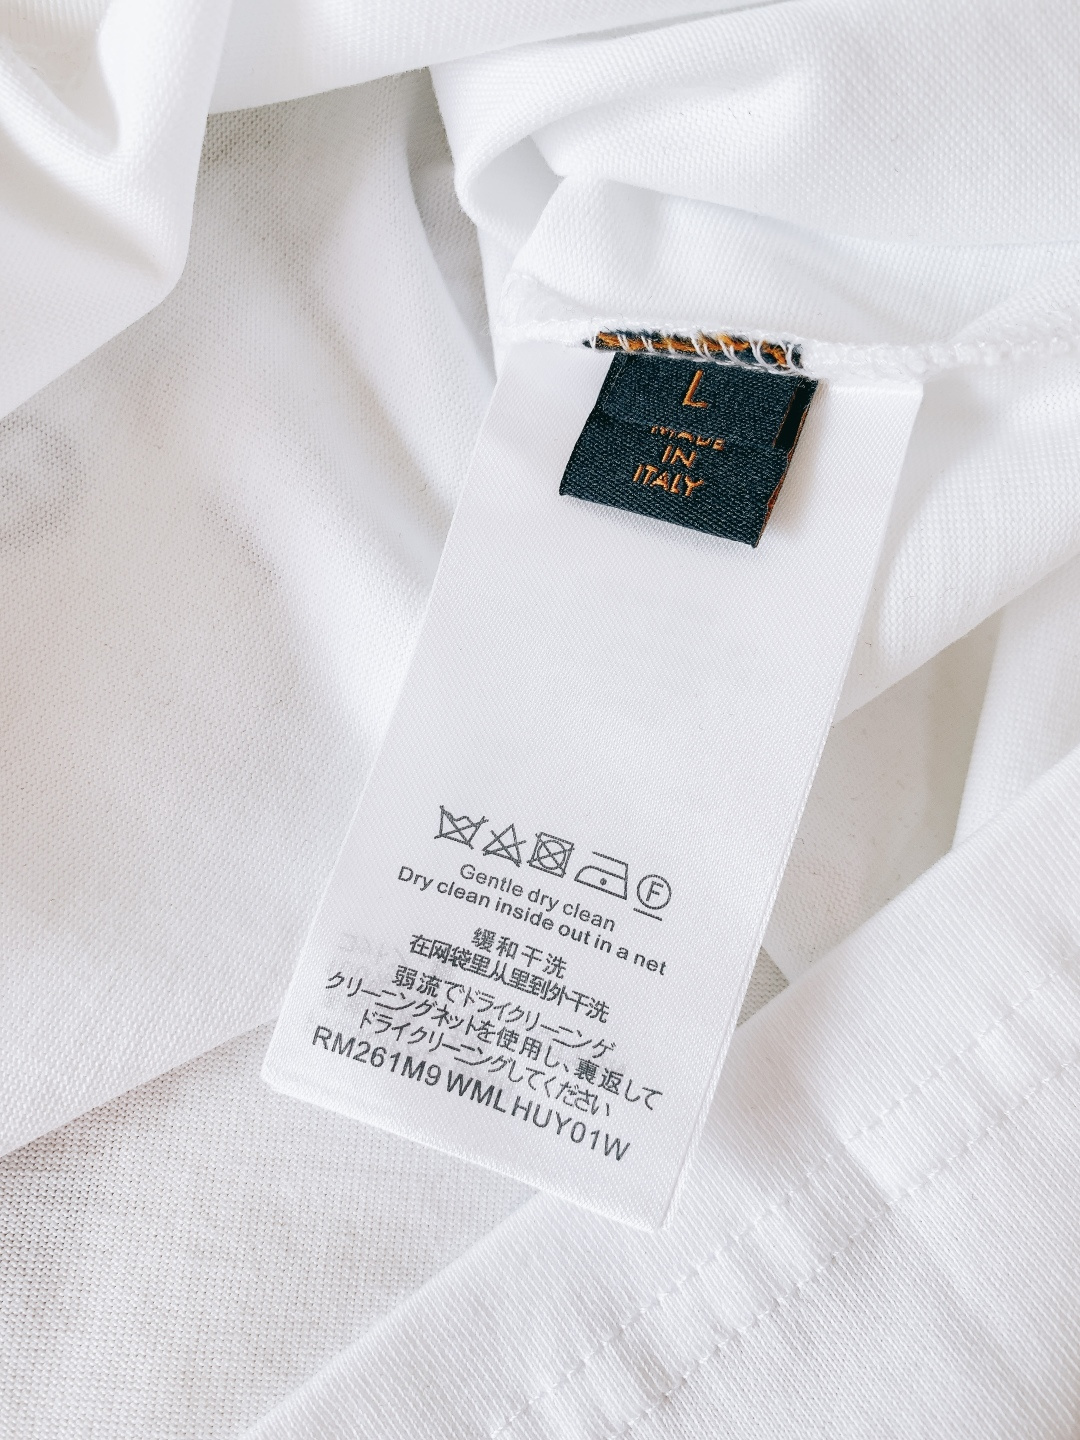 L
MADE
IN
ITALY
F
Gentle dry clean
Dry clean inside out in a net
缓和干洗
在网袋里从里到外干洗
弱流でドライクリーニング
クリーニングネットを使用し、裏返して
ドライクリーニングしてください
RM261M9 WML HUY01W